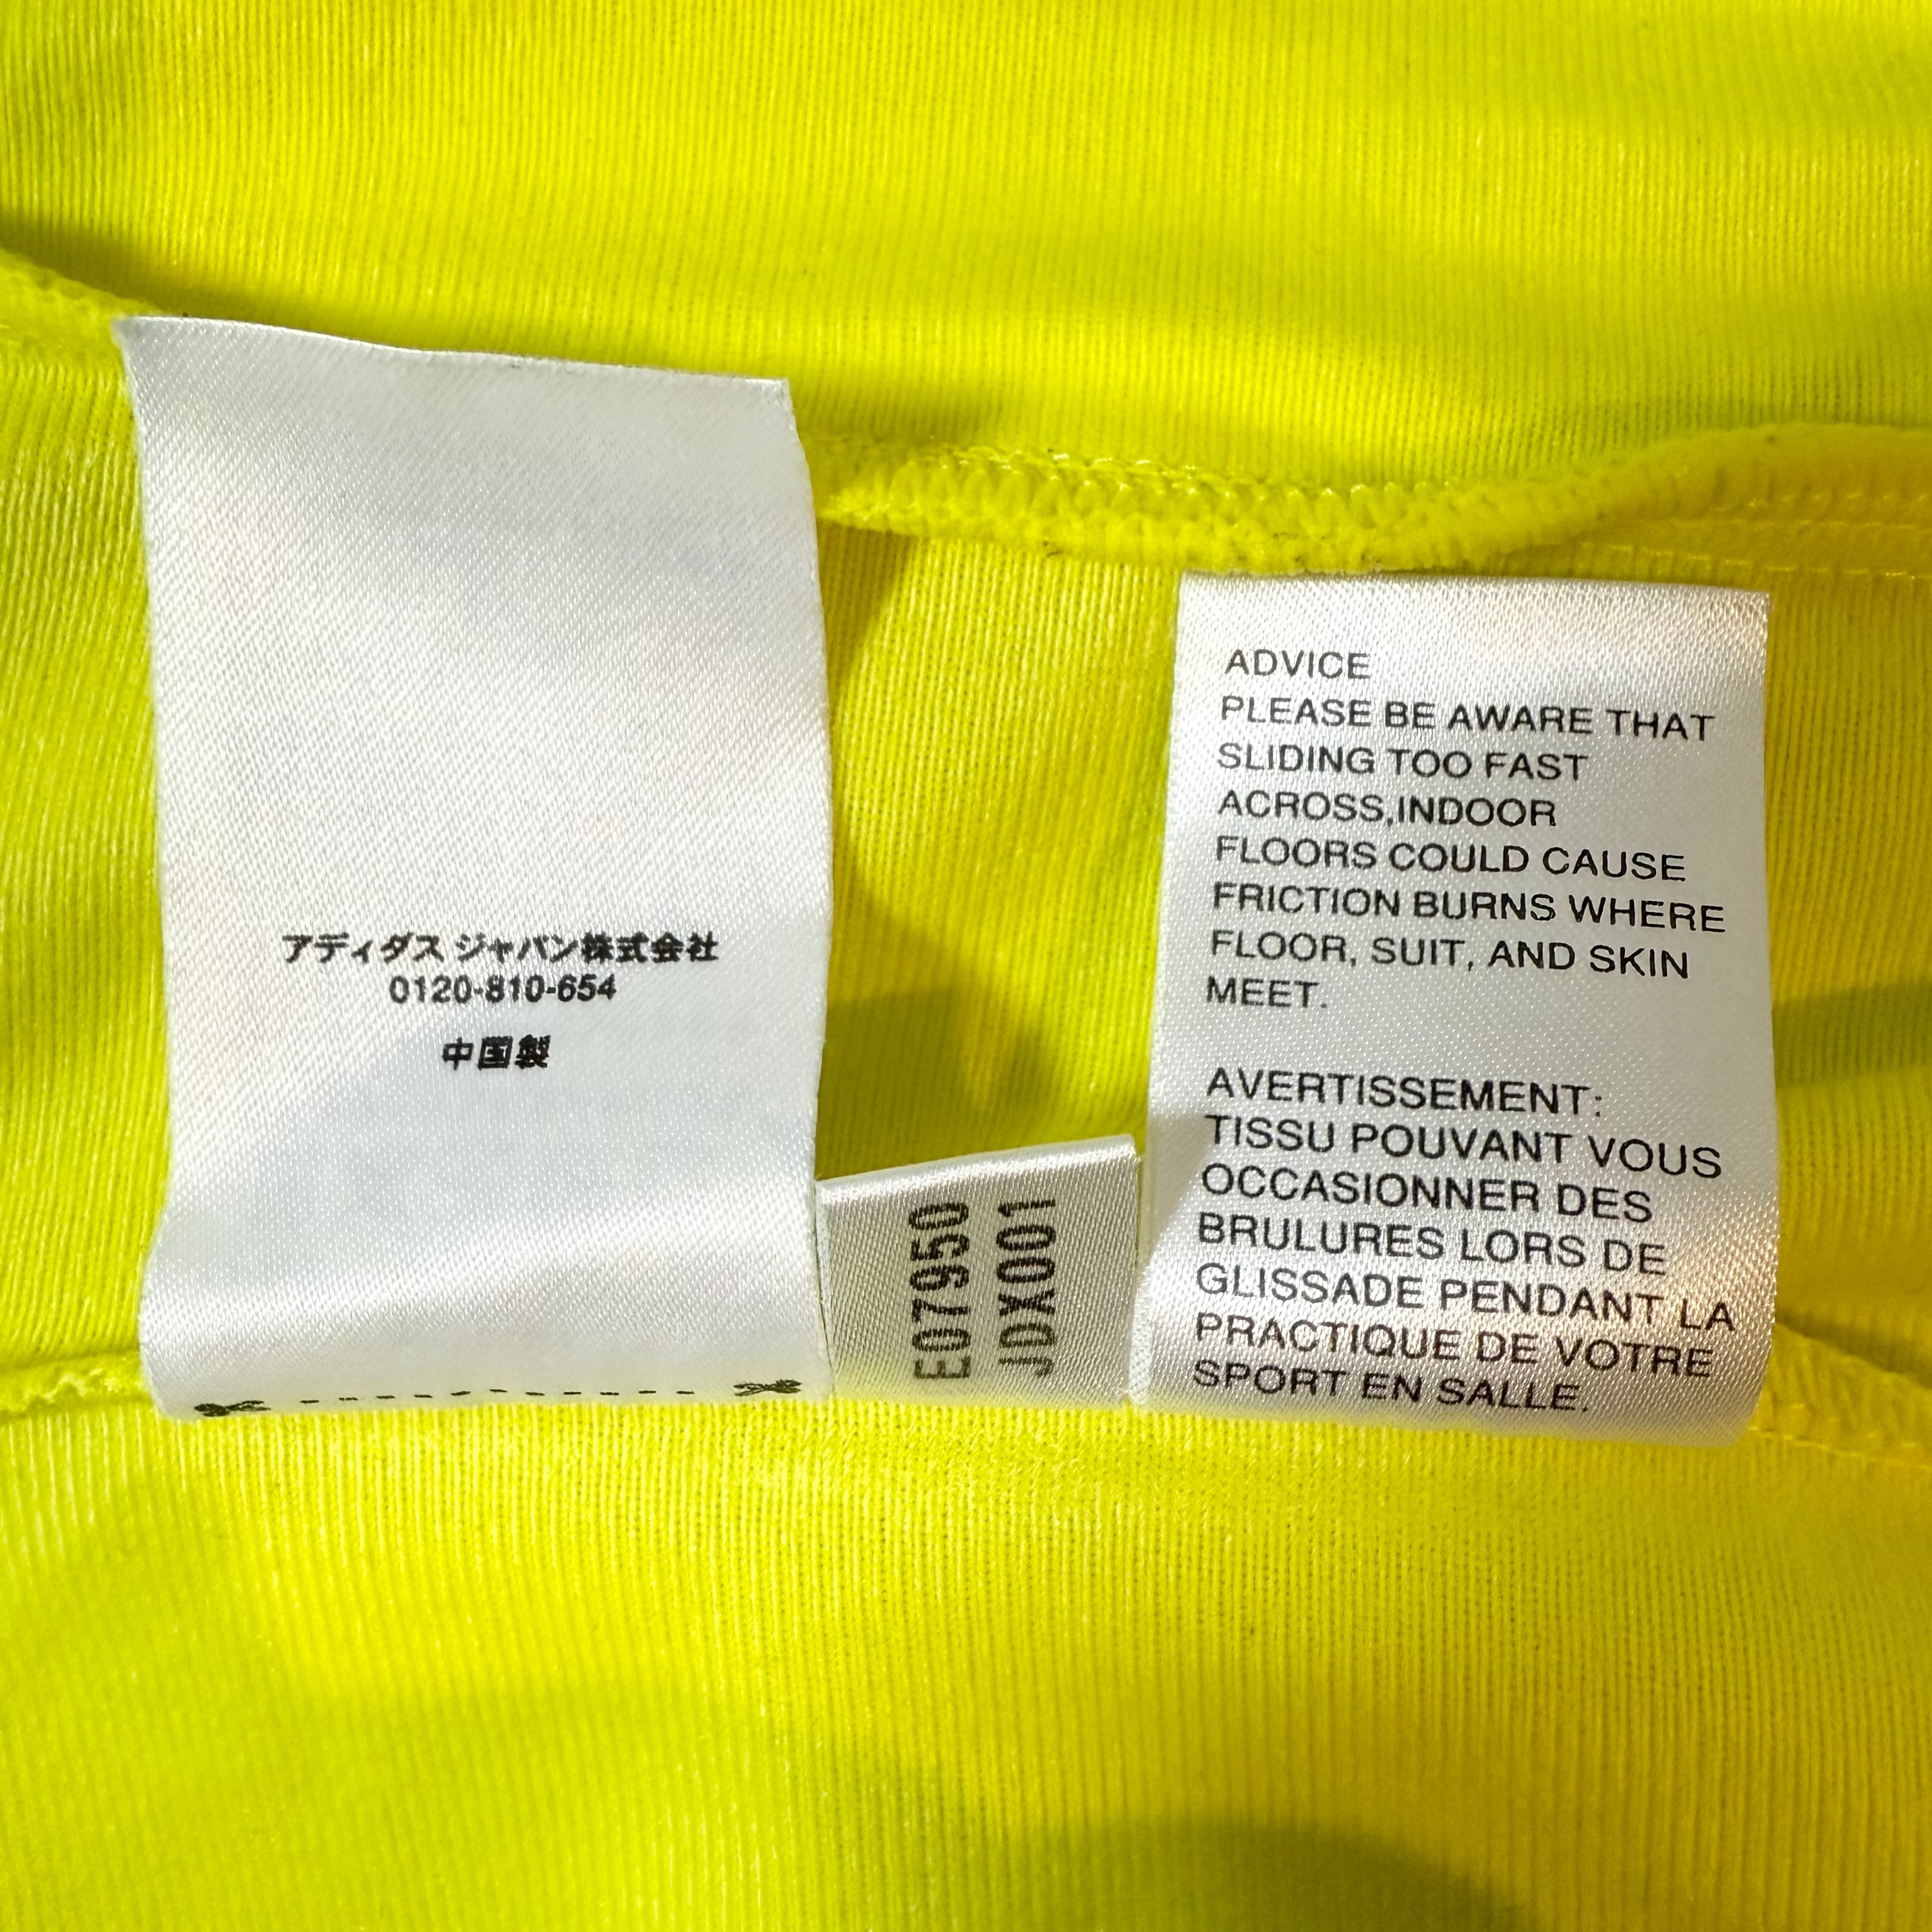 アディダス ジャパン株式会社
0120-810-654
中国製
E07950
JDX001
ADVICE
PLEASE BE AWARE THAT
SLIDING TOO FAST
ACROSS,INDOOR
FLOORS COULD CAUSE
FRICTION BURNS WHERE
FLOOR, SUIT, AND SKIN
MEET.
AVERTISSEMENT:
TISSU POUVANT VOUS
OCCASIONNER DES
BRULURES LORS DE
GLISSADE PENDANT LA
PRACTIQUE DE VOTRE
SPORT EN SALLE.